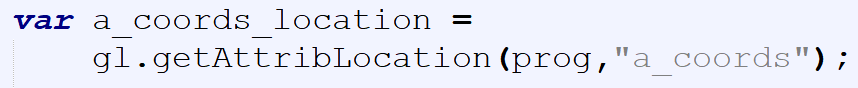 var a_coords_location =
gl.getAttribLocation(prog,"a_coords");